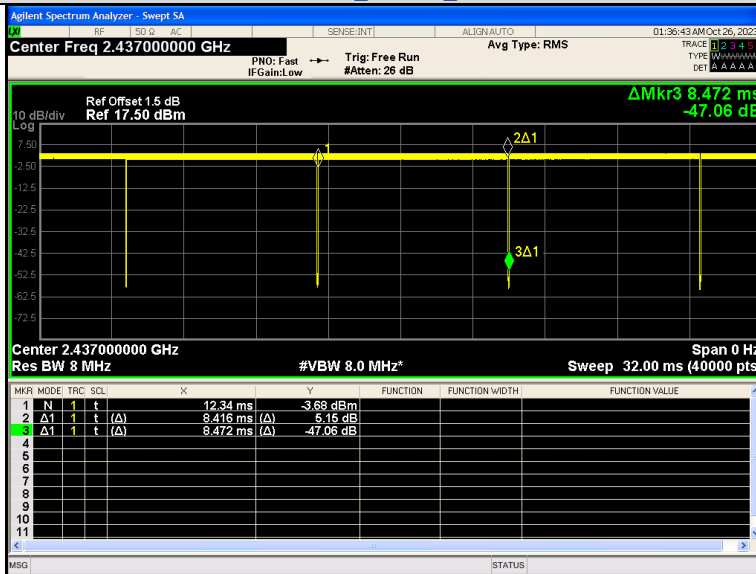 Agilent Spectrum Analyzer - Swept SA
LXI RF 50 Ω AC SENSE:INT ALIGN AUTO 01:36:43 AM Oct 26, 2023
Center Freq 2.437000000 GHz
Avg Type: RMS
TRACE 1 2 3 4 5
PNO: Fast Trig: Free Run
TYPE
IFGain:Low #Atten: 26 dB
DET A A A A A
ΔMkr3 8.472 ms
Ref Offset 1.5 dB
10 dB/div Ref 17.50 dBm
-47.06 dB
Log
7.50
-2.50
-12.5
-22.5
-32.5
-42.5
-52.5
-62.5
-72.5
1
2Δ1
3Δ1
Center 2.437000000 GHz Span 0 Hz
Res BW 8 MHz #VBW 8.0 MHz* Sweep 32.00 ms (40000 pts
MKR MODE TRC SCL X Y FUNCTION FUNCTION WIDTH FUNCTION VALUE
1 N 1 t 12.34 ms -3.68 dBm
2 Δ1 1 t (Δ) 8.416 ms (Δ) 5.15 dB
3 Δ1 1 t (Δ) 8.472 ms (Δ) -47.06 dB
4
5
6
7
8
9
10
11
MSG STATUS